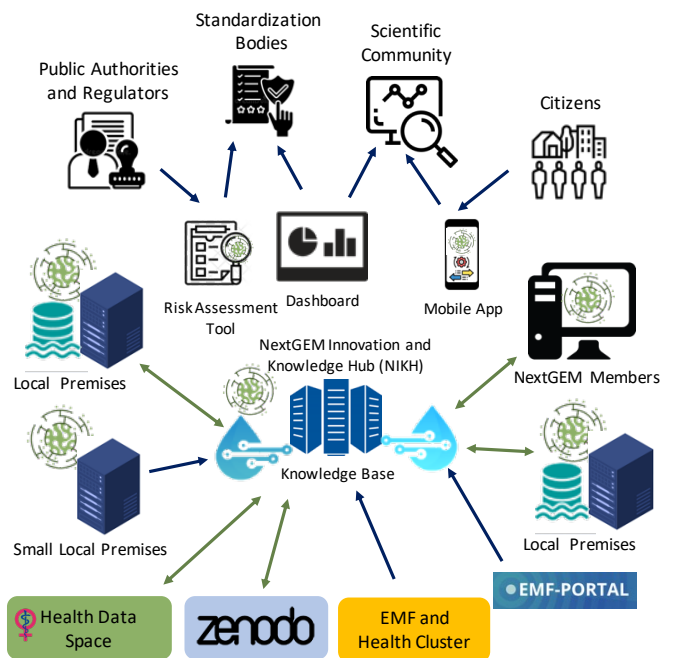 Standardization
Bodies
Scientific
Community
Public Authorities
and Regulators
Citizens
Risk Assessment
Tool
Dashboard
Mobile App
NextGEM Innovation and
Knowledge Hub (NIKH)
Local Premises
NextGEM Members
Knowledge Base
Small Local Premises
Local Premises
EMF-PORTAL
Health Data
Space
zenodo
EMF and
Health Cluster